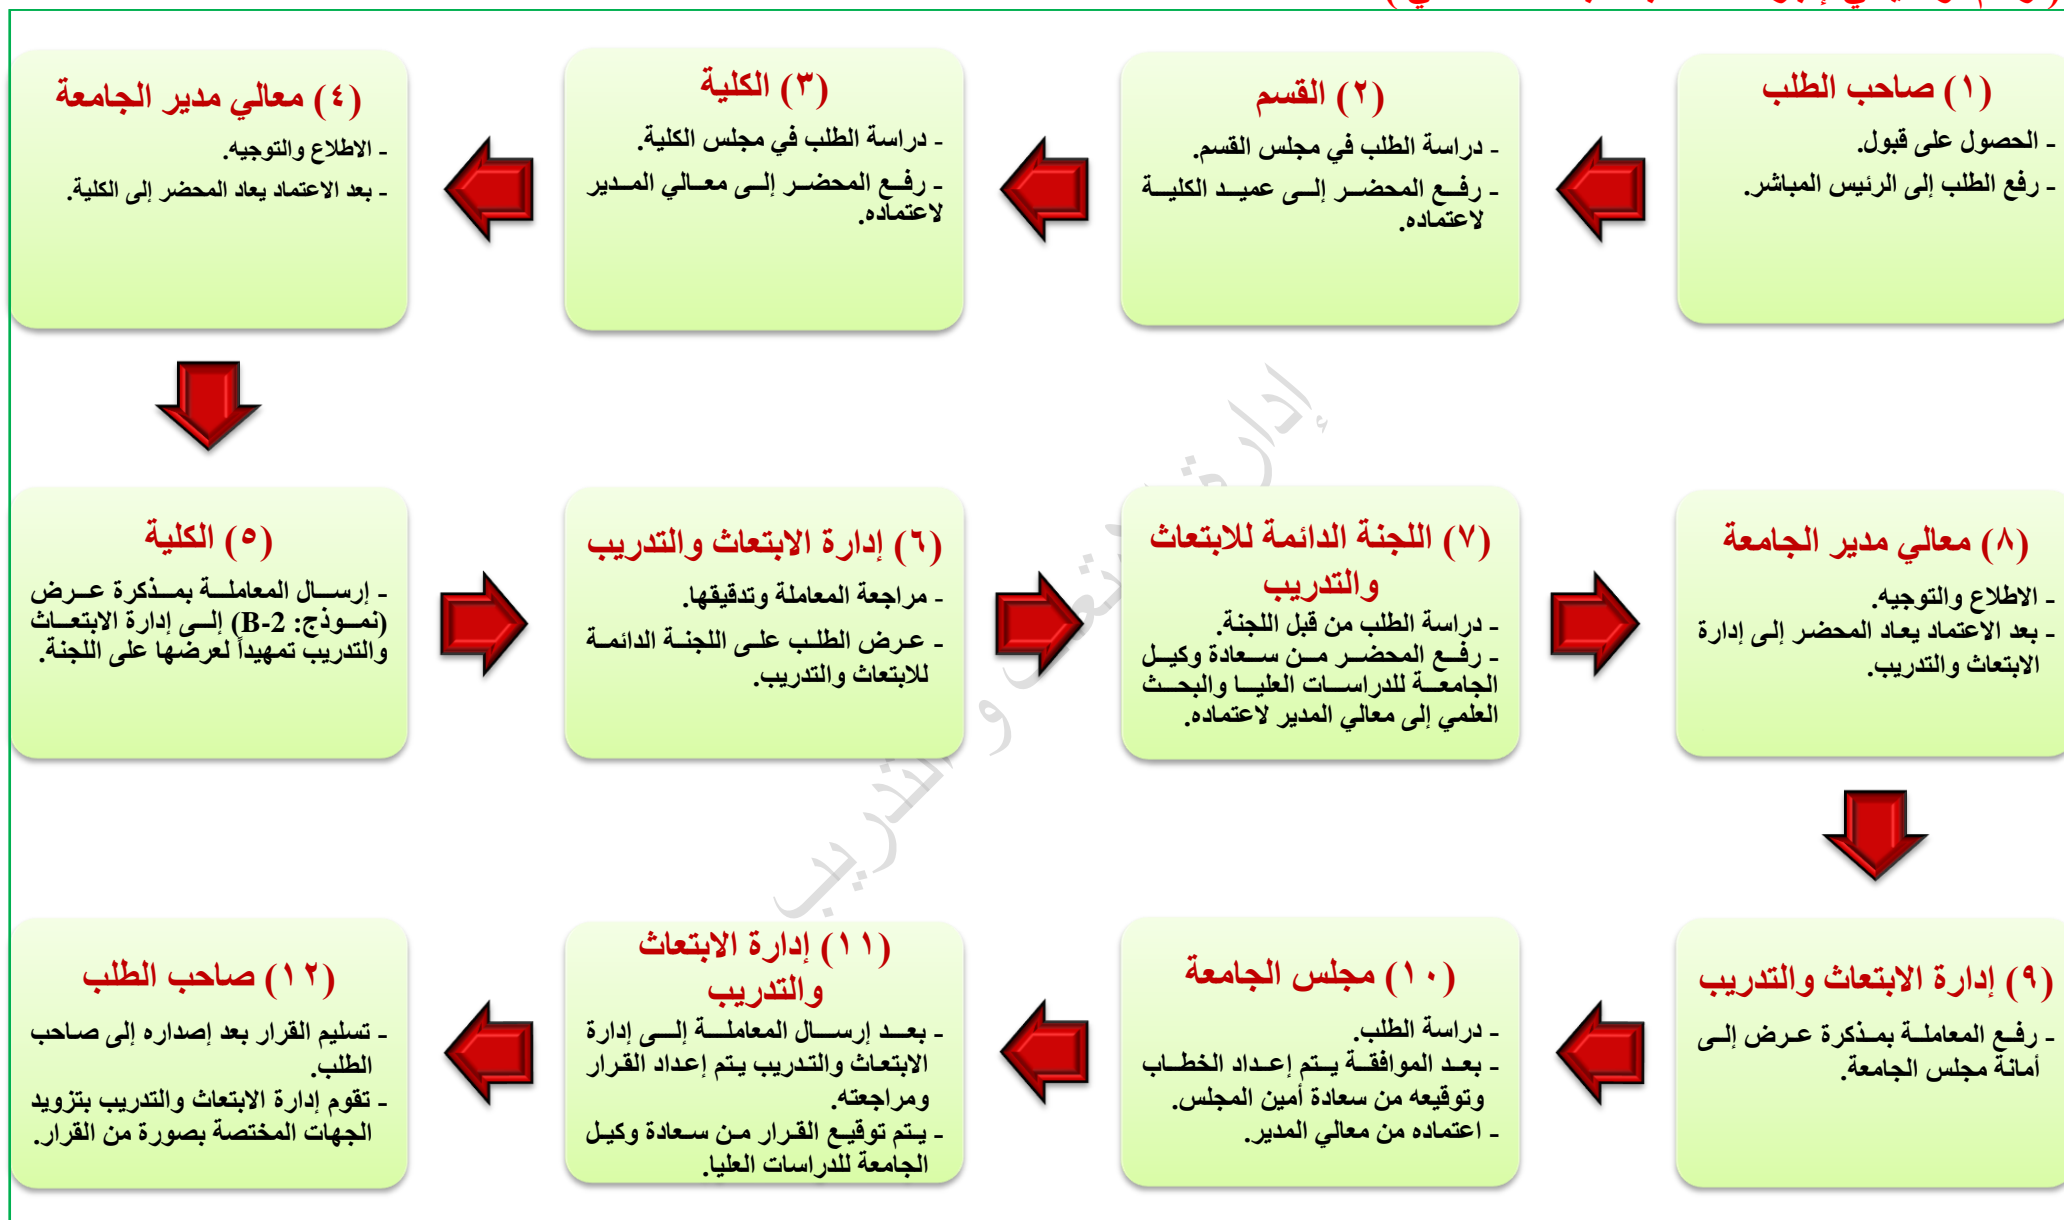 (١) صاحب الطلب
- الحصول على قبول.
- رفع الطلب إلى الرئيس المباشر.
(٢) القسم
- دراسة الطلب في مجلس القسم.
- رفع المحضر إلى عميد الكلية
لاعتماده.
(٣) الكلية
- دراسة الطلب في مجلس الكلية.
- رفع المحضر إلى معالي المدير
لاعتماده.
(٤) معالي مدير الجامعة
- الاطلاع والتوجيه.
- بعد الاعتماد يعاد المحضر إلى الكلية.
(٥) الكلية
- إرسال المعاملة بمذكرة عرض
(نموذج: B-2) إلى إدارة الابتعاث
والتدريب تمهيداً لعرضها على اللجنة.
(٦) إدارة الابتعاث والتدريب
- مراجعة المعاملة وتدقيقها.
- عرض الطلب على اللجنة الدائمة
للابتعاث والتدريب.
(٧) اللجنة الدائمة للابتعاث
والتدريب
- دراسة الطلب من قبل اللجنة.
- رفع المحضر من سعادة وكيل
الجامعة للدراسات العليا والبحث
العلمي إلى معالي المدير لاعتماده.
(٨) معالي مدير الجامعة
- الاطلاع والتوجيه.
- بعد الاعتماد يعاد المحضر إلى إدارة
الابتعاث والتدريب.
(٩) إدارة الابتعاث والتدريب
- رفع المعاملة بمذكرة عرض إلى
أمانة مجلس الجامعة.
(١٠) مجلس الجامعة
- دراسة الطلب.
- بعد الموافقة يتم إعداد الخطاب
وتوقيعه من سعادة أمين المجلس.
- اعتماده من معالي المدير.
(١١) إدارة الابتعاث
والتدريب
- بعد إرسال المعاملة إلى إدارة
الابتعاث والتدريب يتم إعداد القرار
ومراجعته.
- يتم توقيع القرار من سعادة وكيل
الجامعة للدراسات العليا.
(١٢) صاحب الطلب
- تسليم القرار بعد إصداره إلى صاحب
الطلب.
- تقوم إدارة الابتعاث والتدريب بتزويد
الجهات المختصة بصورة من القرار.
إدارة الابتعاث و التدريب